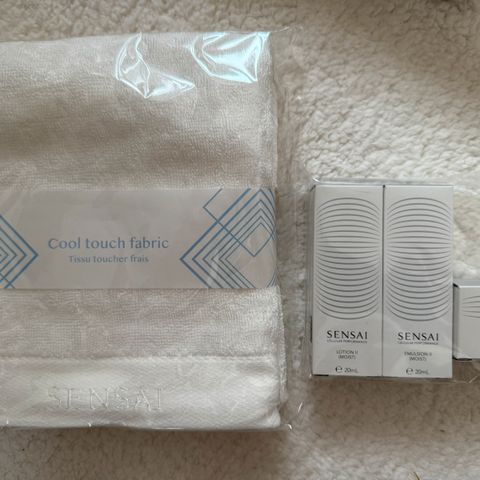 Cool touch fabric
Tissu toucher frais
SENSAI
SENSAI
CELLULAR PERFORMANCE
LOTION II
(MOIST)
℮ 20mL
SENSAI
CELLULAR PERFORMANCE
EMULSION II
(MOIST)
℮ 20mL